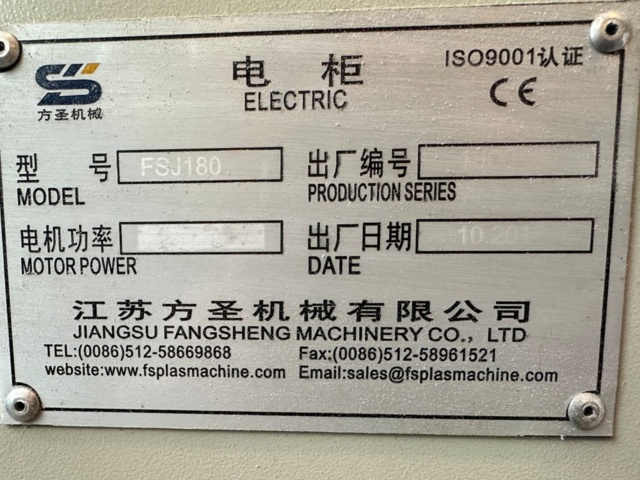 电 柜
ELECTRIC
ISO9001认证
CE
方圣机械
型 号 FSJ180
MODEL
出厂编号
PRODUCTION SERIES
电机功率
MOTOR POWER
出厂日期
DATE
江苏方圣机械有限公司
JIANGSU FANGSHENG MACHINERY CO., LTD
TEL:(0086)512-58669868 Fax:(0086)512-58961521
website:www.fsplasmachine.com Email:sales@fsplasmachine.com